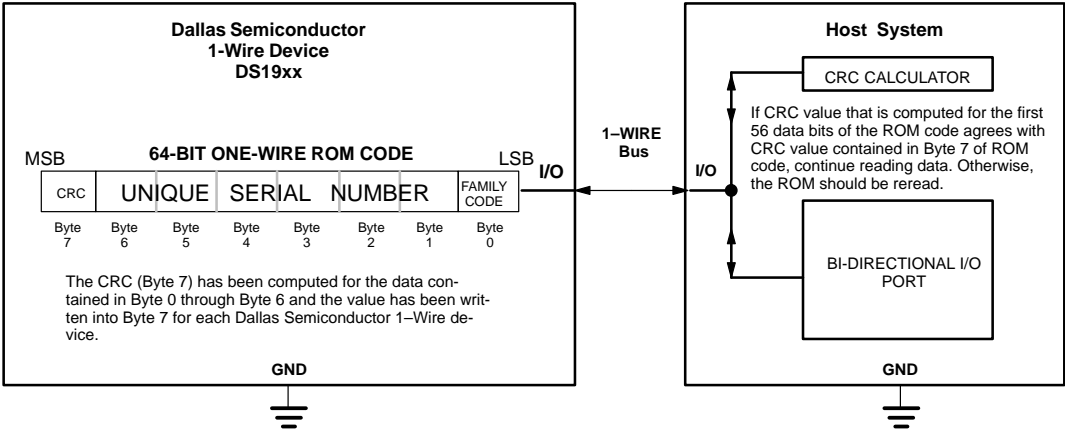 Dallas Semiconductor
1-Wire Device
DS19xx
MSB
64-BIT ONE-WIRE ROM CODE
LSB
I/O
CRC
UNIQUE SERIAL NUMBER
FAMILY
CODE
Byte Byte Byte Byte Byte Byte Byte Byte
7 6 5 4 3 2 1 0
The CRC (Byte 7) has been computed for the data con-
tained in Byte 0 through Byte 6 and the value has been writ-
ten into Byte 7 for each Dallas Semiconductor 1–Wire de-
vice.
GND
1–WIRE
Bus
Host System
I/O
CRC CALCULATOR
If CRC value that is computed for the first
56 data bits of the ROM code agrees with
CRC value contained in Byte 7 of ROM
code, continue reading data. Otherwise,
the ROM should be reread.
BI-DIRECTIONAL I/O
PORT
GND